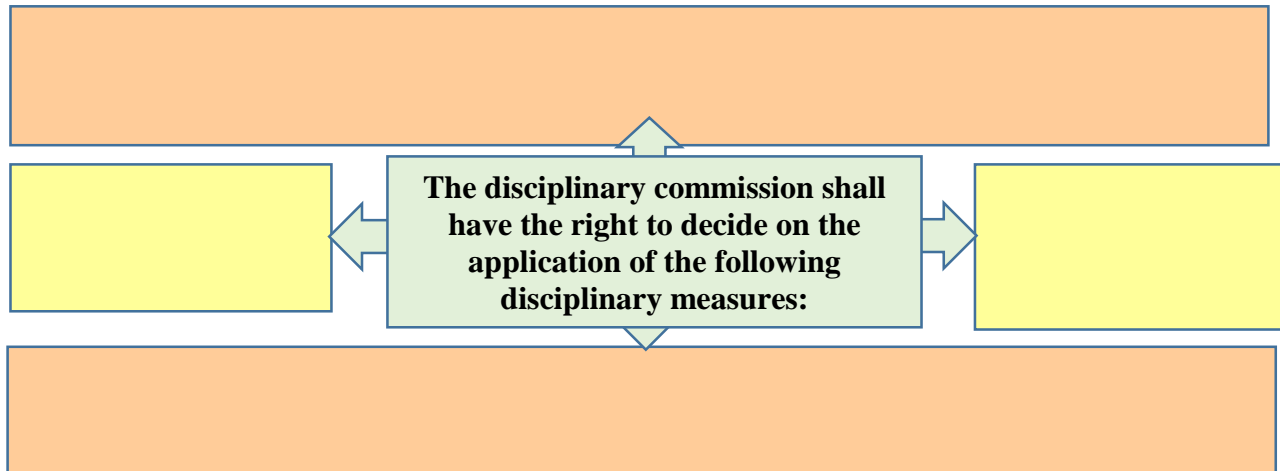 The disciplinary commission shall
have the right to decide on the
application of the following
disciplinary measures: